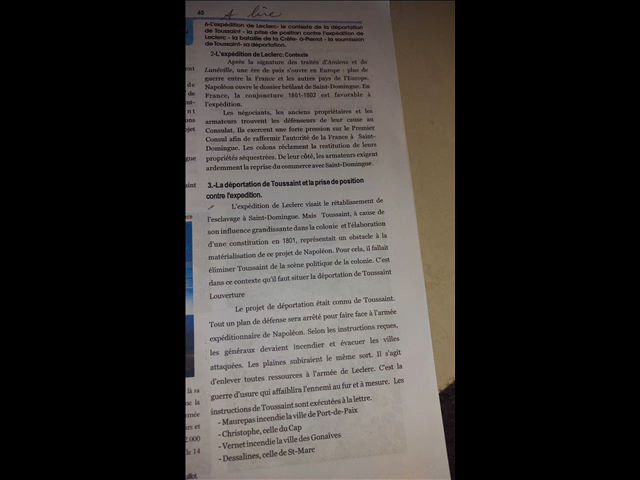 48
A lire
6-L'expédition de Leclerc- le contexte de la déportation
de Toussaint - la prise de position contre l'expédition de
Leclerc - la bataille de la Crête- à-Pierrot - la soumission
de toussaint- sa déportation.
2-L'expédition de Leclerc: Contexte
Après la signature des traités d'Amiens et de
Lunéville, une ère de paix s'ouvre en Europe : plus de
guerre entre la France et les autres pays de l'Europe.
Napoléon ouvre le dossier brûlant de Saint-Domingue. En
France, la conjoncture 1801-1802 est favorable à
l'expédition.
Les négociants, les anciens propriétaires et les
armateurs trouvent les défenseurs de leur cause au
Consulat. Ils exercent une forte pression sur le Premier
Consul afin de raffermir l'autorité de la France à Saint-
Domingue. Les colons réclament la restitution de leurs
propriétés séquestrées. De leur côté, les armateurs exigent
ardemment la reprise du commerce avec Saint-Domingue.
3.-La déportation de Toussaint et la prise de position
contre l'expedition.
L'expédition de Leclerc visait le rétablissement de
l'esclavage à Saint-Domingue. Mais Toussaint, à cause de
son influence grandissante dans la colonie et l'élaboration
d'une constitution en 1801, représentait un obstacle à la
matérialisation de ce projet de Napoléon. Pour cela, il fallait
éliminer Toussaint de la scène politique de la colonie. C'est
dans ce contexte qu'il faut situer la déportation de Toussaint
Louverture
Le projet de déportation était connu de Toussaint.
Tout un plan de défense sera arrêté pour faire face à l'armée
expéditionnaire de Napoléon. Selon les instructions reçues,
les généraux devaient incendier et évacuer les villes
attaquées. Les plaines subiraient le même sort. Il s'agit
d'enlever toutes ressources à l'armée de Leclerc. C'est la
guerre d'usure qui affaiblira l'ennemi au fur et à mesure. Les
instructions de Toussaint sont exécutées à la lettre.
- Maurepas incendie la ville de Port-de-Paix
- Christophe, celle du Cap
- Vernet incendie la ville des Gonaïves
- Dessalines, celle de St-Marc